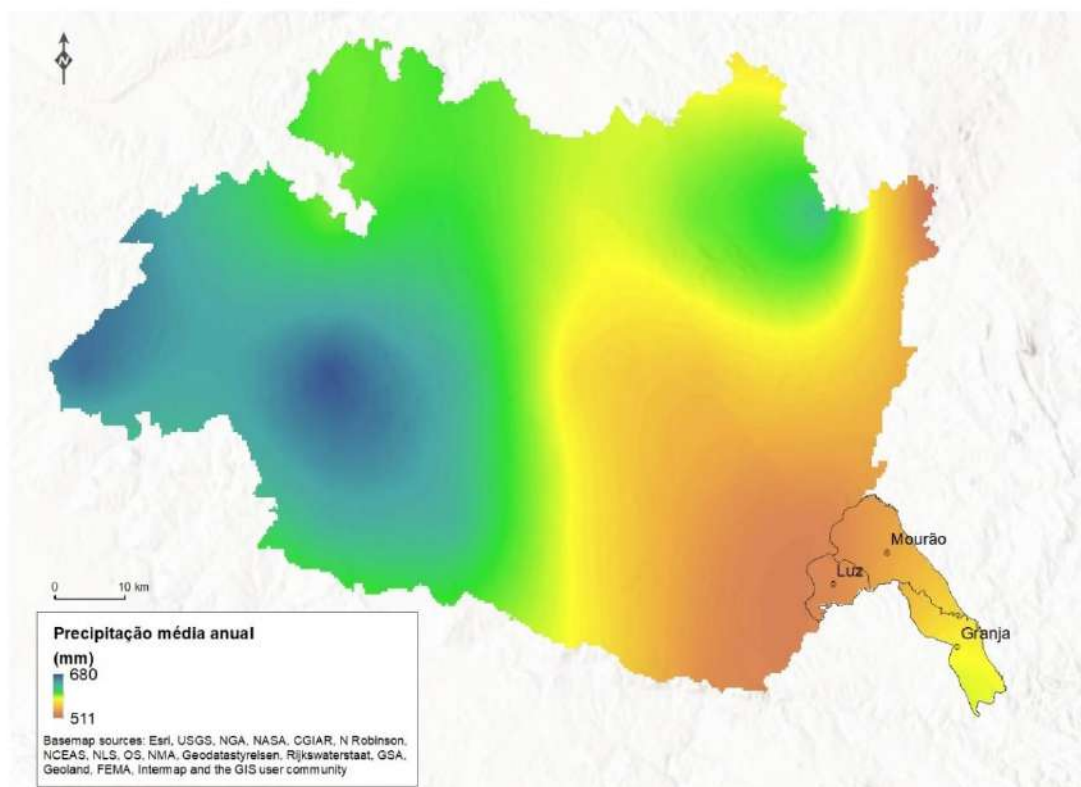 N
Mourão
Luz
Granja
0 10 km
Precipitação média anual
(mm)
680
511
Basemap sources: Esri, USGS, NGA, NASA, CGIAR, N Robinson,
NCEAS, NLS, OS, NMA, Geodatastyrelsen, Rijkswaterstaat, GSA,
Geoland, FEMA, Intermap and the GIS user community